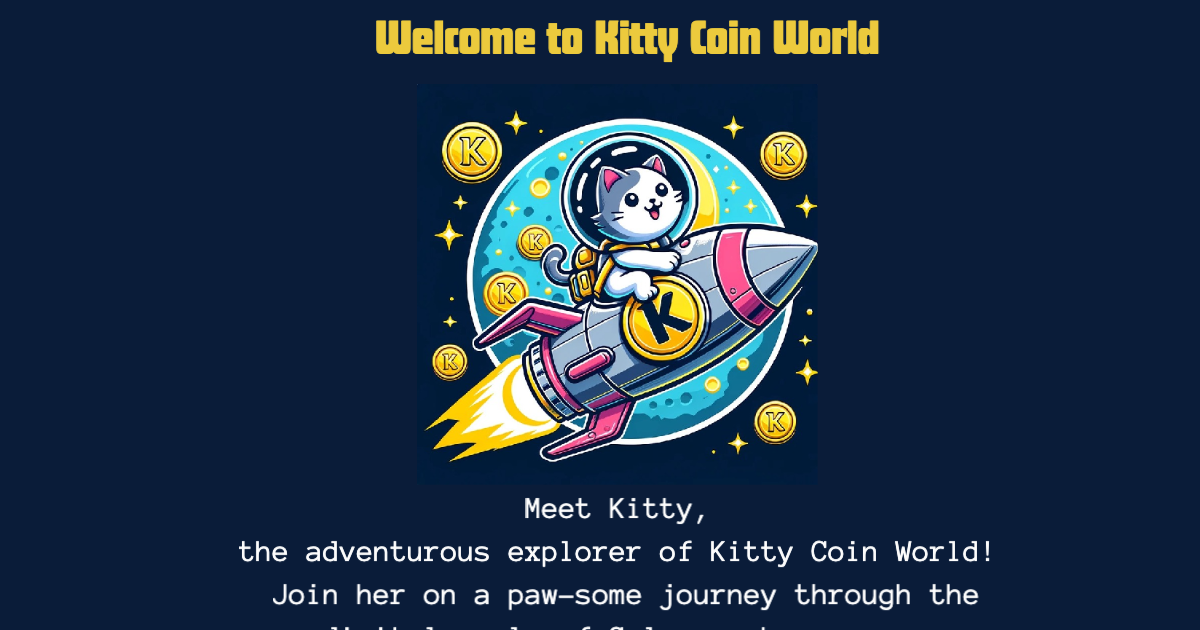 Welcome to Kitty Coin World
K
K
K
K
K
K
K
Meet Kitty,
the adventurous explorer of Kitty Coin World!
Join her on a paw-some journey through the